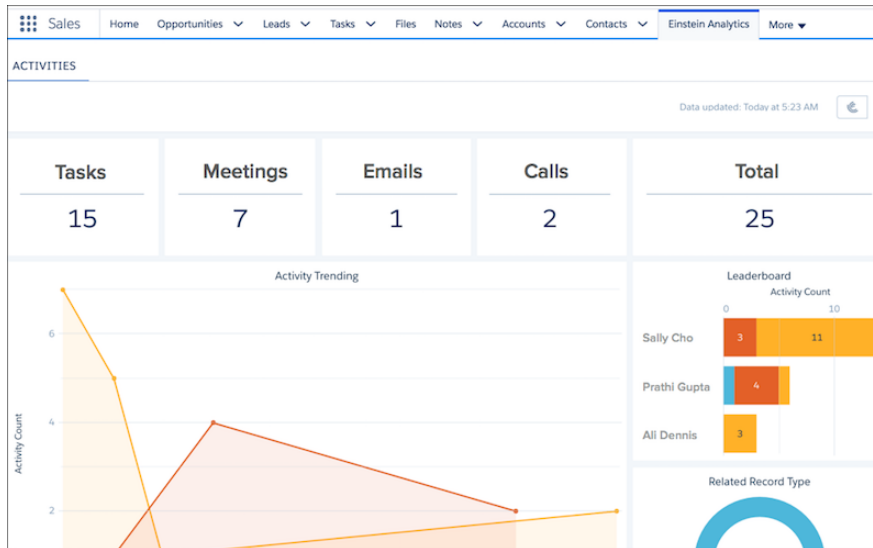 Sales Home Opportunities Leads Tasks Files Notes Accounts Contacts Einstein Analytics More
ACTIVITIES
Data updated: Today at 5:23 AM
Tasks Meetings Emails Calls Total
15 7 1 2 25
Activity Trending
Leaderboard
Activity Count
0 10
Sally Cho 3 11
Prathi Gupta 4
Ali Dennis 3
Activity Count
6
4
2
Related Record Type